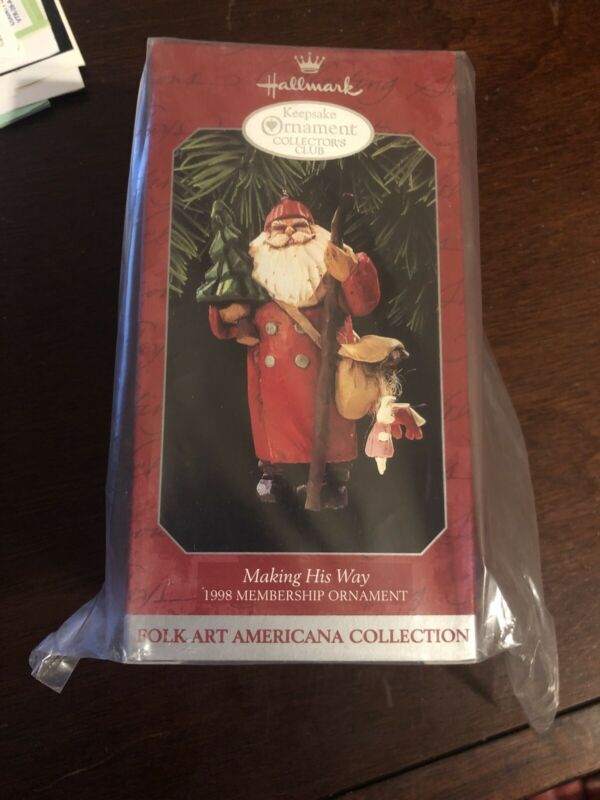 Hallmark
Keepsake
Ornament
COLLECTOR'S
CLUB
Making His Way
1998 MEMBERSHIP ORNAMENT
FOLK ART AMERICANA COLLECTION